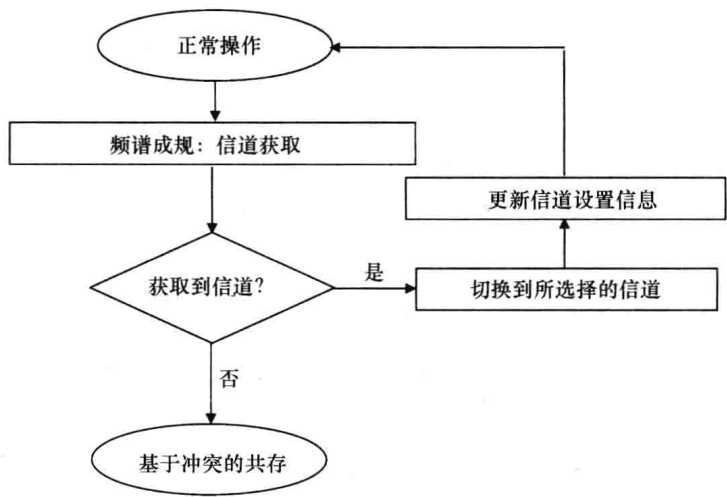 正常操作
频谱成规：信道获取
更新信道设置信息
获取到信道？
是
切换到所选择的信道
否
基于冲突的共存